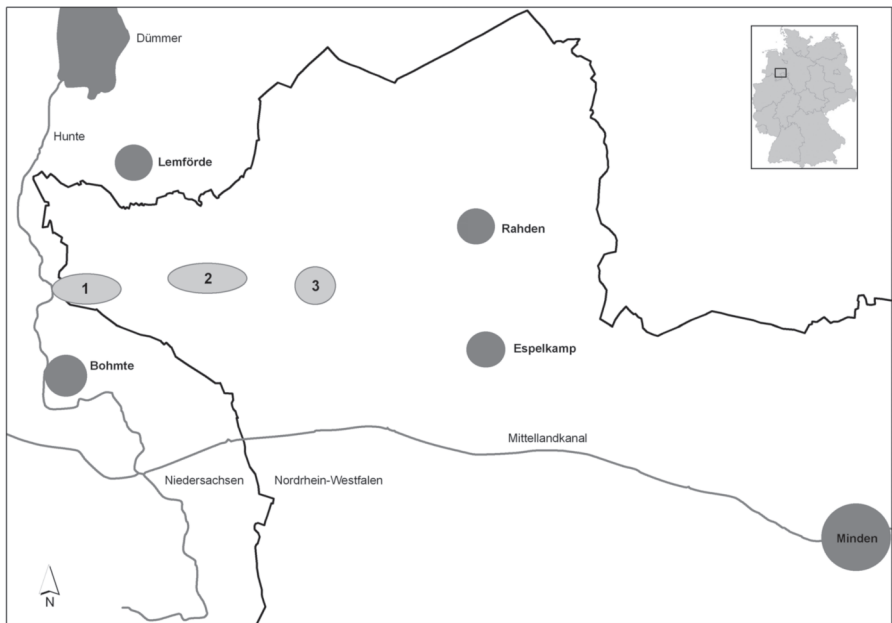 Dümmer
Hunte
Lemförde
Rahden
1
2
3
Espelkamp
Bohmte
Mittellandkanal
Niedersachsen
Nordrhein-Westfalen
Minden
N